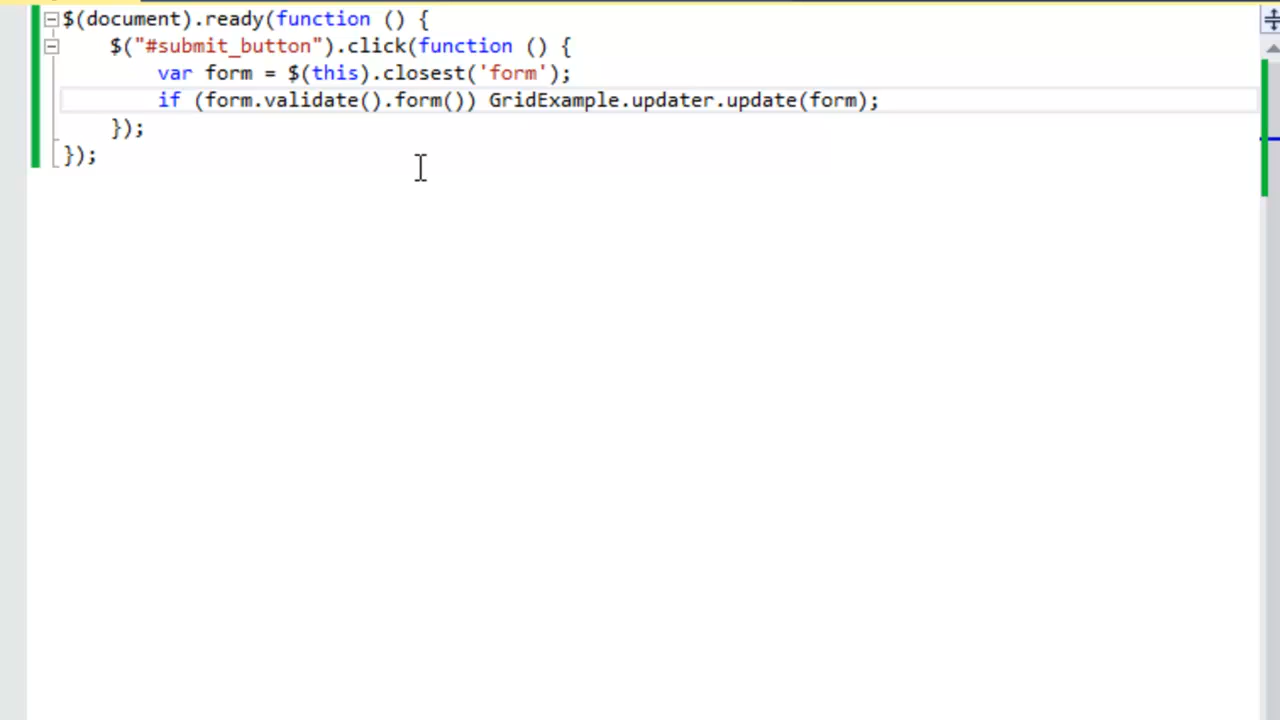 $(document).ready(function () {
    $("#submit_button").click(function () {
        var form = $(this).closest('form');
        if (form.validate().form()) GridExample.updater.update(form);
    });
});